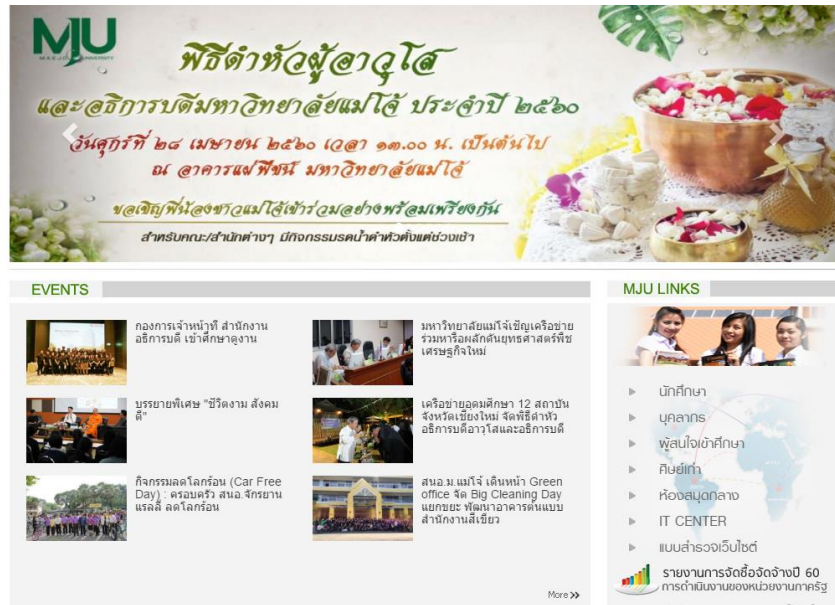 MJU
MAEJO UNIVERSITY
พิธีดำหัวผู้อาวุโส
และอธิการบดีมหาวิทยาลัยแม่โจ้ ประจำปี ๒๕๖๐
วันศุกร์ที่ ๒๘ เมษายน ๒๕๖๐ เวลา ๑๓.๐๐ น. เป็นต้นไป
ณ อาคารแผ่พืชน์ มหาวิทยาลัยแม่โจ้
ขอเชิญพี่น้องชาวแม่โจ้เข้าร่วมอย่างพร้อมเพรียงกัน
สำหรับคณะ/สำนักต่างๆ มีกิจกรรมรดน้ำดำหัวตั้งแต่ช่วงเช้า
EVENTS
กองการเจ้าหน้าที่ สำนักงาน
อธิการบดี เข้าศึกษาดูงาน
มหาวิทยาลัยแม่โจ้เชิญเครือข่าย
ร่วมหารือผลักดันยุทธศาสตร์พืช
เศรษฐกิจใหม่
บรรยายพิเศษ "ชีวิตงาม สังคม
ดี"
เครือข่ายอุดมศึกษา 12 สถาบัน
จังหวัดเชียงใหม่ จัดพิธีดำหัว
อธิการบดีอาวุโสและอธิการบดี
กิจกรรมลดโลกร้อน (Car Free
Day) : ครอบครัว สนอ.จักรยาน
แรลลี่ ลดโลกร้อน
สนอ.ม.แม่โจ้ เดินหน้า Green
office จัด Big Cleaning Day
แยกขยะ พัฒนาอาคารต้นแบบ
สำนักงานสีเขียว
More
MJU LINKS
นักศึกษา
บุคลากร
ผู้สนใจเข้าศึกษา
ศิษย์เก่า
ห้องสมุดกลาง
IT CENTER
แบบสำรวจเว็บไซต์
รายงานการจัดซื้อจัดจ้างปี 60
การดำเนินงานของหน่วยงานภาครัฐ